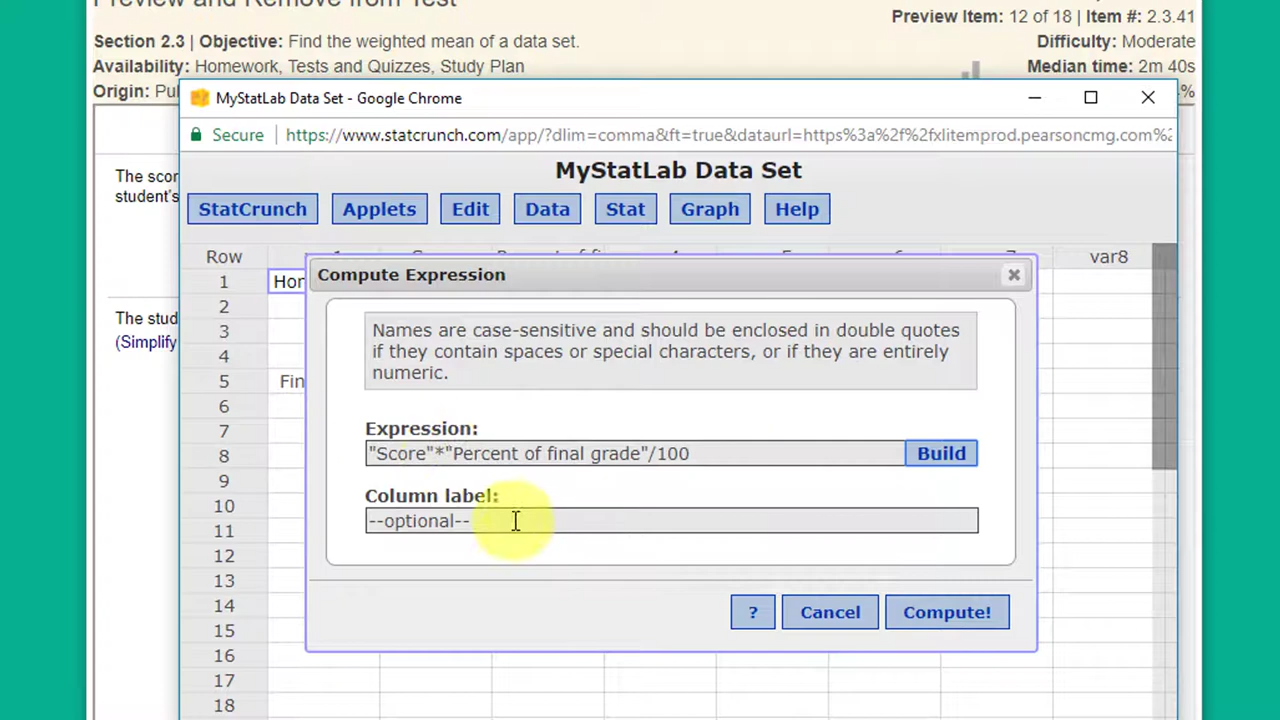 Preview and Remove from Test
Preview Item: 12 of 18 | Item #: 2.3.41
Section 2.3 | Objective: Find the weighted mean of a data set.
Difficulty: Moderate
Availability: Homework, Tests and Quizzes, Study Plan
Median time: 2m 40s
Origin: Pu
%
MyStatLab Data Set - Google Chrome
Secure | https://www.statcrunch.com/app/?dlim=comma&ft=true&dataurl=https%3a%2f%2fxlitemprod.pearsoncmg.com%2
MyStatLab Data Set
StatCrunch Applets Edit Data Stat Graph Help
The scor
student's
The stud
(Simplify
Row var8
1 Hor
2
3
4
5 Fin
6
7
8
9
10
11
12
13
14
15
16
17
18
Compute Expression
Names are case-sensitive and should be enclosed in double quotes
if they contain spaces or special characters, or if they are entirely
numeric.
Expression:
"Score"*"Percent of final grade"/100 Build
Column label:
--optional--
? Cancel Compute!